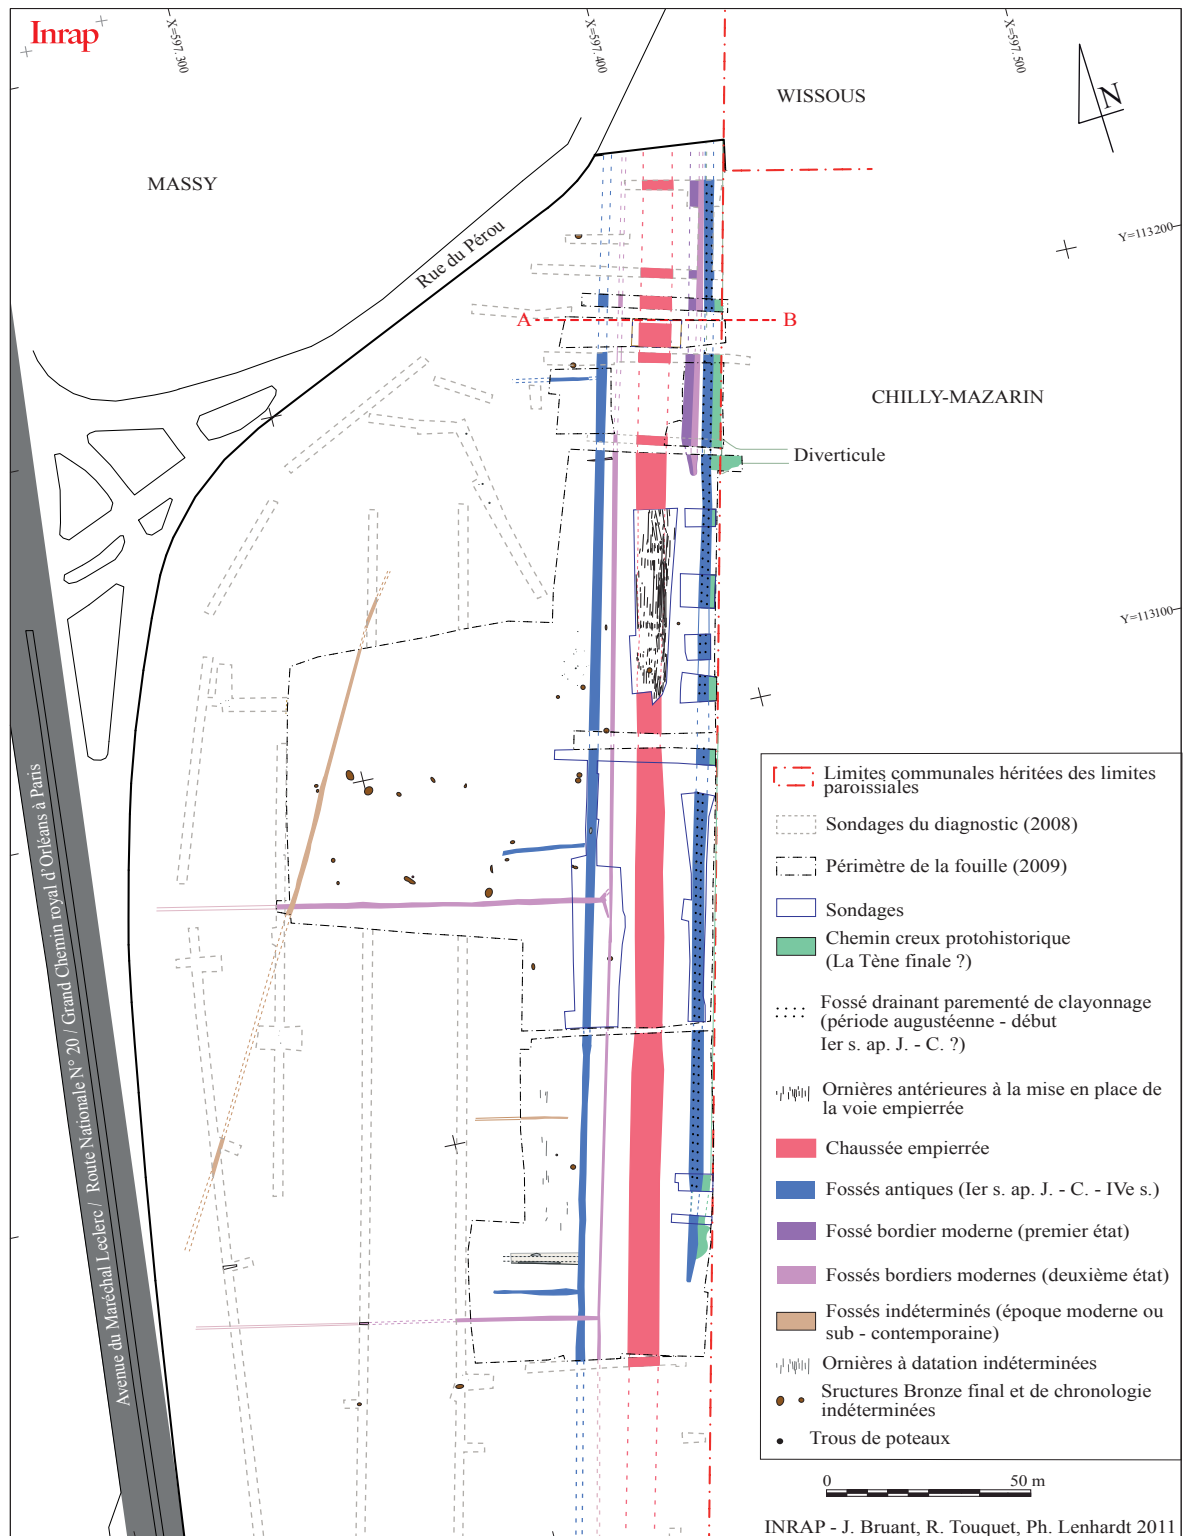 Inrap
X=597.300
X=597.400
X=597.500
WISSOUS
N
MASSY
Rue du Pérou
Y=113200
A
B
CHILLY-MAZARIN
Diverticule
Y=113100
Avenue du Maréchal Leclerc / Route Nationale N° 20 / Grand Chemin royal d'Orléans à Paris
Limites communales héritées des limites
paroissiales
Sondages du diagnostic (2008)
Périmètre de la fouille (2009)
Sondages
Chemin creux protohistorique
(La Tène finale ?)
Fossé drainant parementé de clayonnage
(période augustéenne - début
Ier s. ap. J. - C. ?)
Ornières antérieures à la mise en place de
la voie empierrée
Chaussée empierrée
Fossés antiques (Ier s. ap. J. - C. - IVe s.)
Fossé bordier moderne (premier état)
Fossés bordiers modernes (deuxième état)
Fossés indéterminés (époque moderne ou
sub - contemporaine)
Ornières à datation indéterminées
Sructures Bronze final et de chronologie
indéterminées
Trous de poteaux
0 50 m
INRAP - J. Bruant, R. Touquet, Ph. Lenhardt 2011